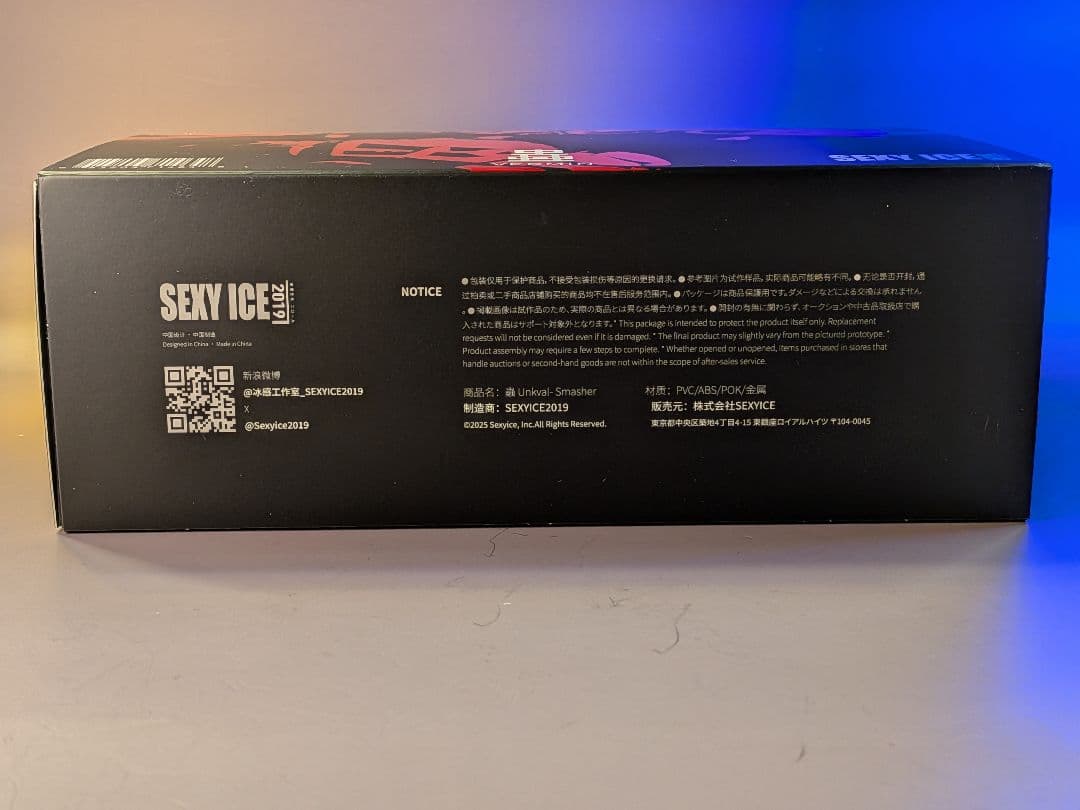 SEXY ICE
SEXY ICE
2019
中国设计 · 中国制造
Designed in China · Made in China
新浪微博
@冰感工作室_SEXYICE2019
X
@Sexyice2019
NOTICE
●包装仅用于保护商品，不接受包装损伤等原因的更换请求。●参考图片为试作样品，实际商品可能略有不同。●无论是否开封，通
过拍卖或二手商品店铺购买的商品均不在售后服务范围内。●パッケージは商品保護用です。ダメージなどによる交換は承れません
。●掲載画像は試作品のため、実際の商品とは異なる場合があります。●開封の有無に関わらず、オークションや中古品取扱店で購
入された商品はサポート対象外となります。* This package is intended to protect the product itself only. Replacement
requests will not be considered even if it is damaged. * The final product may slightly vary from the pictured prototype. *
Product assembly may require a few steps to complete. * Whether opened or unopened, items purchased in stores that
handle auctions or second-hand goods are not within the scope of after-sales service.
商品名：蟲 Unkval- Smasher
材质：PVC/ABS/POK/金属
制造商：SEXYICE2019
販売元：株式会社SEXYICE
©2025 Sexyice, Inc.All Rights Reserved.
東京都中央区築地4丁目4-15 東銀座ロイアルハイツ 〒104-0045